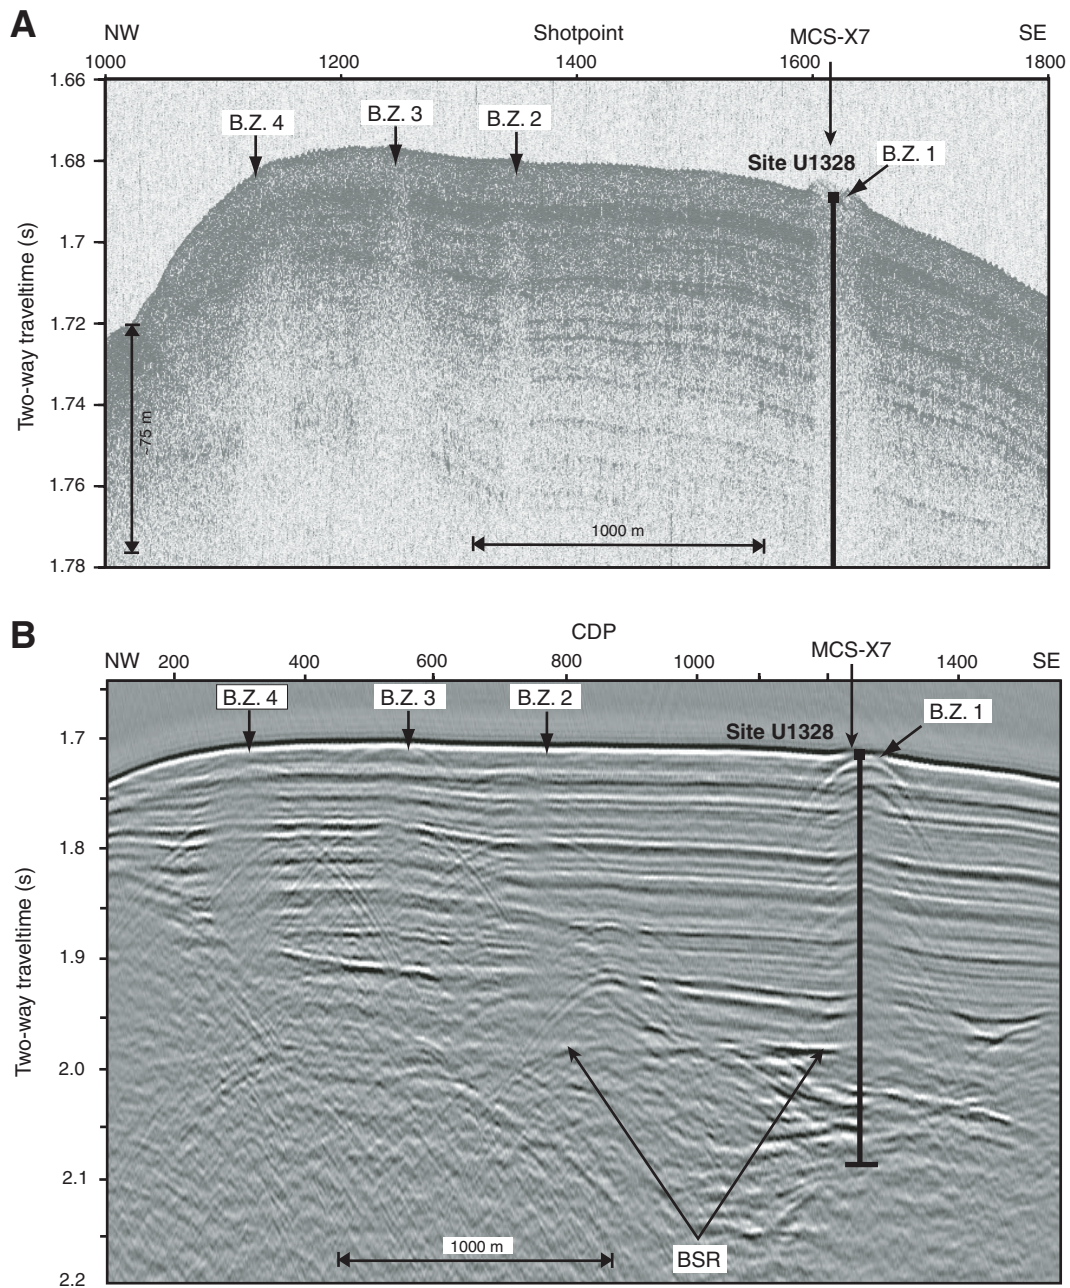 A
NW Shotpoint MCS-X7 SE
1000 1200 1400 1600 1800
1.66
B.Z. 4 B.Z. 3 B.Z. 2
1.68
Site U1328 B.Z. 1
1.7
1.72
1.74
1.76
1.78
Two-way traveltime (s)
~75 m
1000 m
B
CDP
NW 200 400 600 800 1000 MCS-X7 1400 SE
B.Z. 4 B.Z. 3 B.Z. 2 B.Z. 1
Site U1328
1.7
1.8
1.9
2.0
2.1
2.2
Two-way traveltime (s)
1000 m
BSR